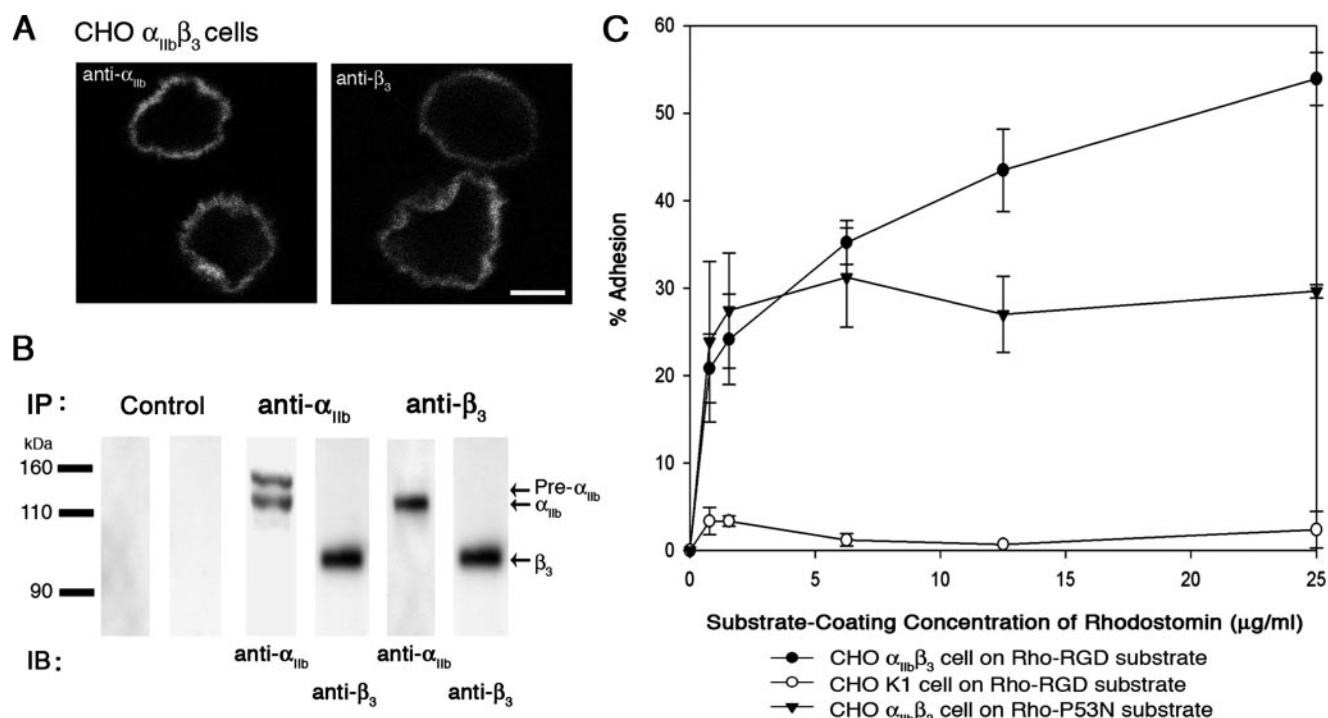 A
CHO αIIbβ3 cells
anti-αIIb
anti-β3
B
IP :
Control
anti-αIIb
anti-β3
kDa
160
110
90
Pre-αIIb
αIIb
β3
IB:
anti-αIIb
anti-β3
anti-αIIb
anti-β3
C
% Adhesion
60
50
40
30
20
10
0
0
5
10
15
20
25
Substrate-Coating Concentration of Rhodostomin (μg/ml)
CHO αIIbβ3 cell on Rho-RGD substrate
CHO K1 cell on Rho-RGD substrate
CHO αIIbβ3 cell on Rho-P53N substrate